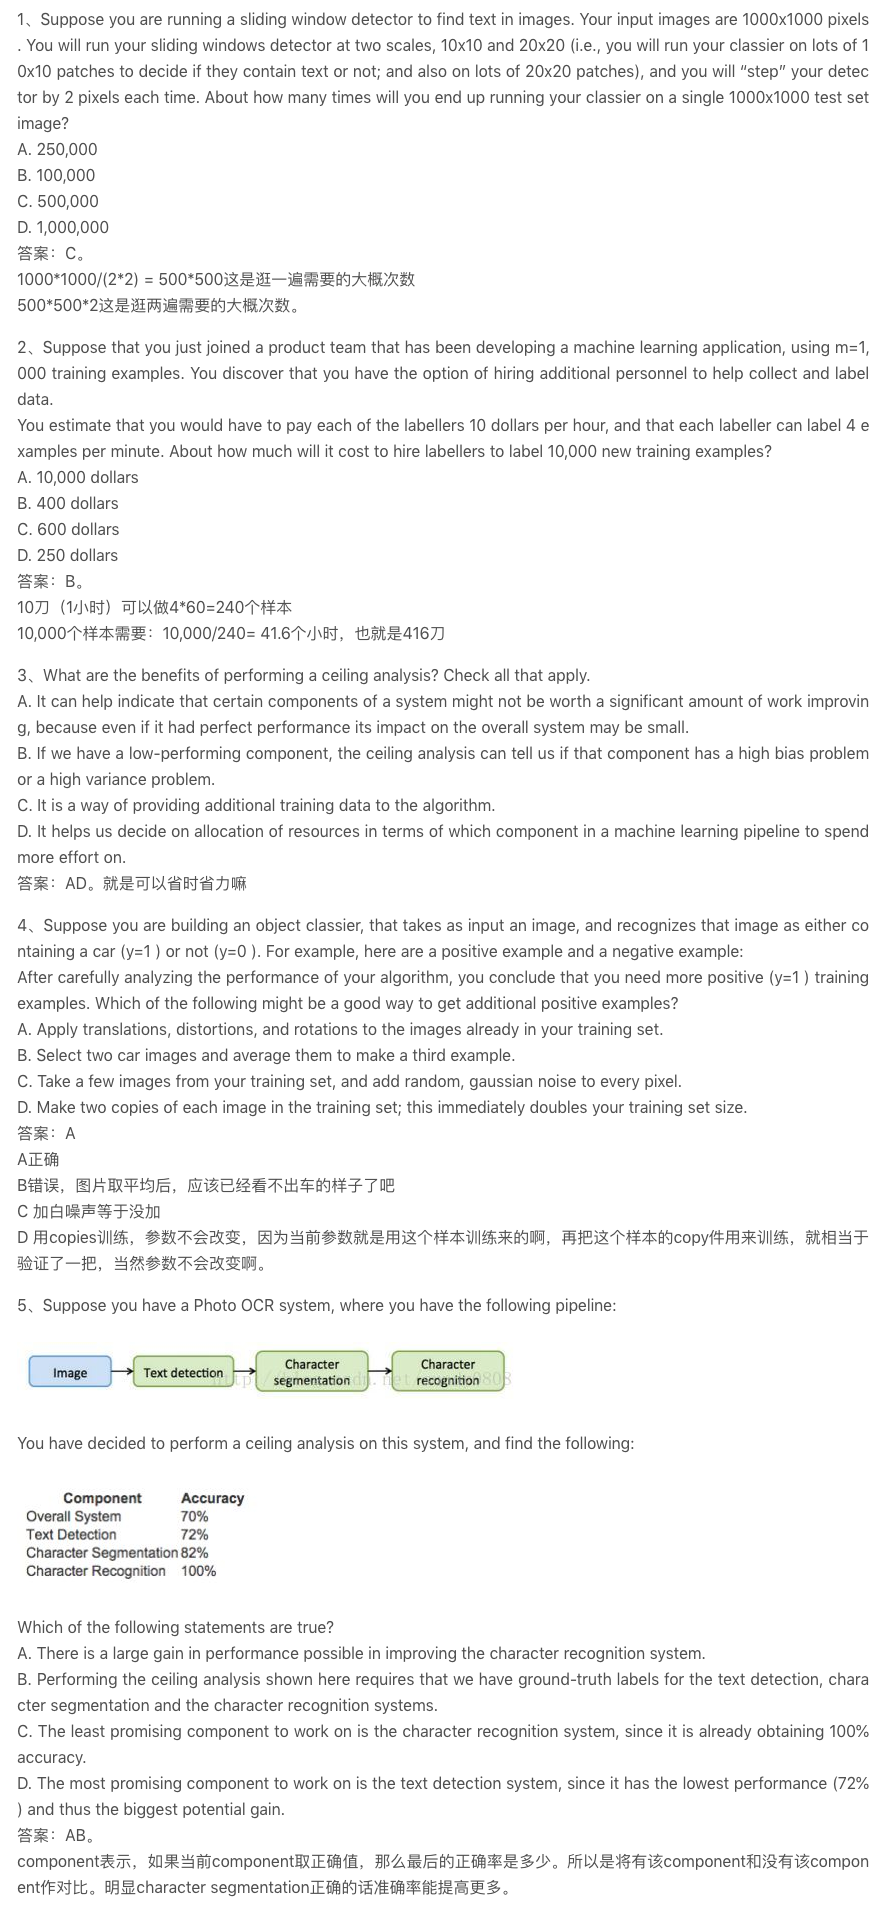 1、Suppose you are running a sliding window detector to find text in images. Your input images are 1000x1000 pixels
. You will run your sliding windows detector at two scales, 10x10 and 20x20 (i.e., you will run your classier on lots of 1
0x10 patches to decide if they contain text or not; and also on lots of 20x20 patches), and you will “step” your detec
tor by 2 pixels each time. About how many times will you end up running your classier on a single 1000x1000 test set
image?
A. 250,000
B. 100,000
C. 500,000
D. 1,000,000
答案：C。
1000*1000/(2*2) = 500*500这是逛一遍需要的大概次数
500*500*2这是逛两遍需要的大概次数。
2、Suppose that you just joined a product team that has been developing a machine learning application, using m=1,
000 training examples. You discover that you have the option of hiring additional personnel to help collect and label
data.
You estimate that you would have to pay each of the labellers 10 dollars per hour, and that each labeller can label 4 e
xamples per minute. About how much will it cost to hire labellers to label 10,000 new training examples?
A. 10,000 dollars
B. 400 dollars
C. 600 dollars
D. 250 dollars
答案：B。
10刀（1小时）可以做4*60=240个样本
10,000个样本需要：10,000/240= 41.6个小时，也就是416刀
3、What are the benefits of performing a ceiling analysis? Check all that apply.
A. It can help indicate that certain components of a system might not be worth a significant amount of work improvin
g, because even if it had perfect performance its impact on the overall system may be small.
B. If we have a low-performing component, the ceiling analysis can tell us if that component has a high bias problem
or a high variance problem.
C. It is a way of providing additional training data to the algorithm.
D. It helps us decide on allocation of resources in terms of which component in a machine learning pipeline to spend
more effort on.
答案：AD。就是可以省时省力嘛
4、Suppose you are building an object classier, that takes as input an image, and recognizes that image as either co
ntaining a car (y=1 ) or not (y=0 ). For example, here are a positive example and a negative example:
After carefully analyzing the performance of your algorithm, you conclude that you need more positive (y=1 ) training
examples. Which of the following might be a good way to get additional positive examples?
A. Apply translations, distortions, and rotations to the images already in your training set.
B. Select two car images and average them to make a third example.
C. Take a few images from your training set, and add random, gaussian noise to every pixel.
D. Make two copies of each image in the training set; this immediately doubles your training set size.
答案：A
A正确
B错误，图片取平均后，应该已经看不出车的样子了吧
C 加白噪声等于没加
D 用copies训练，参数不会改变，因为当前参数就是用这个样本训练来的啊，再把这个样本的copy件用来训练，就相当于
验证了一把，当然参数不会改变啊。
5、Suppose you have a Photo OCR system, where you have the following pipeline:
Image
Text detection
Character
segmentation
Character
recognition
You have decided to perform a ceiling analysis on this system, and find the following:
Component Accuracy
Overall System 70%
Text Detection 72%
Character Segmentation 82%
Character Recognition 100%
Which of the following statements are true?
A. There is a large gain in performance possible in improving the character recognition system.
B. Performing the ceiling analysis shown here requires that we have ground-truth labels for the text detection, chara
cter segmentation and the character recognition systems.
C. The least promising component to work on is the character recognition system, since it is already obtaining 100%
accuracy.
D. The most promising component to work on is the text detection system, since it has the lowest performance (72%
) and thus the biggest potential gain.
答案：AB。
component表示，如果当前component取正确值，那么最后的正确率是多少。所以是将有该component和没有该compon
ent作对比。明显character segmentation正确的话准确率能提高更多。